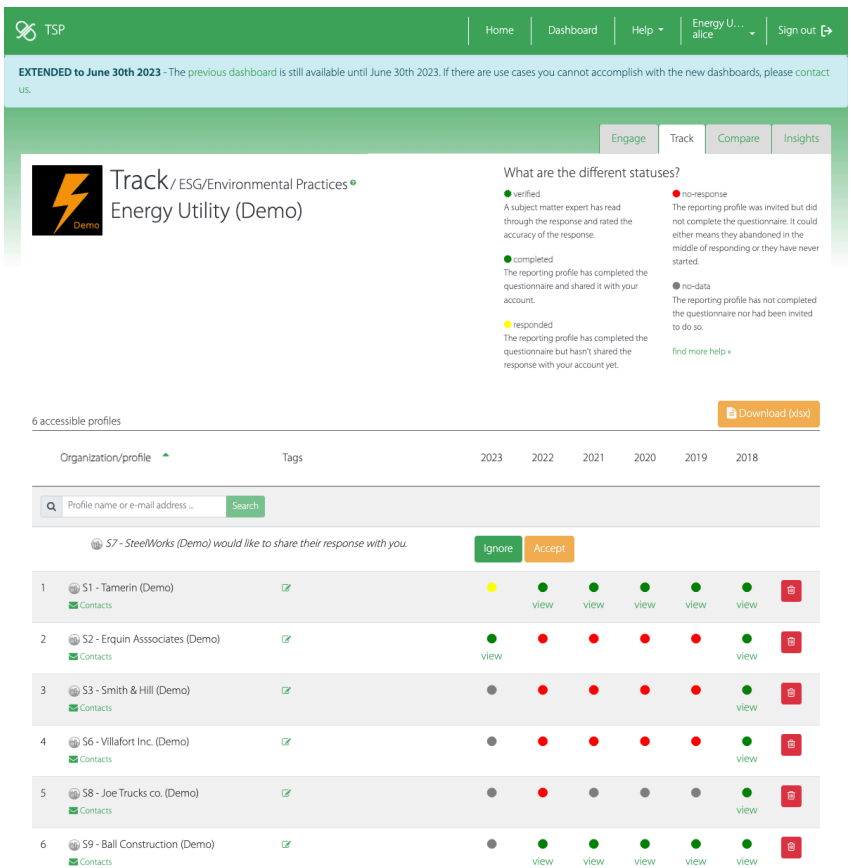 TSP
Home Dashboard Help Energy U... alice Sign out
EXTENDED to June 30th 2023 - The previous dashboard is still available until June 30th 2023. If there are use cases you cannot accomplish with the new dashboards, please contact
us.
Engage Track Compare Insights
Demo
Track / ESG/Environmental Practices
Energy Utility (Demo)
What are the different statuses?
verified
A subject matter expert has read
through the response and rated the
accuracy of the response.
completed
The reporting profile has completed the
questionnaire and shared it with your
account.
responded
The reporting profile has completed the
questionnaire but hasn't shared the
response with your account yet.
no-response
The reporting profile was invited but did
not complete the questionnaire. It could
either means they abandoned in the
middle of responding or they have never
started.
no-data
The reporting profile has not completed
the questionnaire nor had been invited
to do so.
find more help »
6 accessible profiles
Download (xlsx)
Organization/profile Tags 2023 2022 2021 2020 2019 2018
Profile name or e-mail address ... Search
S7 - SteelWorks (Demo) would like to share their response with you. Ignore Accept
1 S1 - Tamerin (Demo)
Contacts view view view view view
2 S2 - Erquin Asssociates (Demo)
Contacts view view
3 S3 - Smith & Hill (Demo)
Contacts view
4 S6 - Villafort Inc. (Demo)
Contacts view
5 S8 - Joe Trucks co. (Demo)
Contacts view
6 S9 - Ball Construction (Demo)
Contacts view view view view view